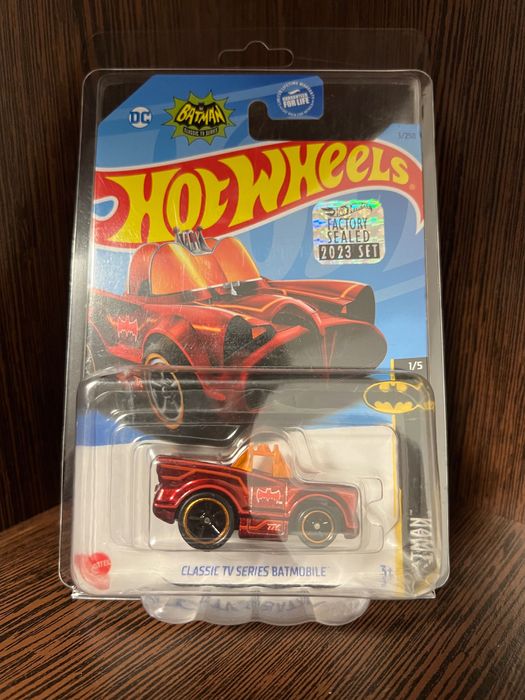 DC
BATMAN
CLASSIC TV SERIES
GUARANTEED
FOR LIFE
HOT WHEELS
FACTORY
SEALED
2023 SET
1/5
CLASSIC TV SERIES BATMOBILE
MATTEL
BATMAN